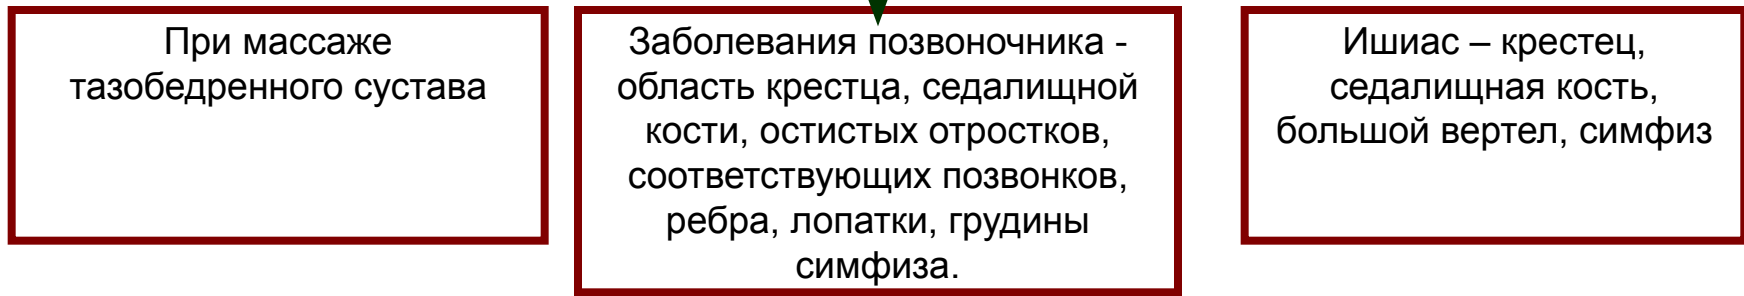 При массаже
тазобедренного сустава
Заболевания позвоночника -
область крестца, седалищной
кости, остистых отростков,
соответствующих позвонков,
ребра, лопатки, грудины
симфиза.
Ишиас – крестец,
седалищная кость,
большой вертел, симфиз